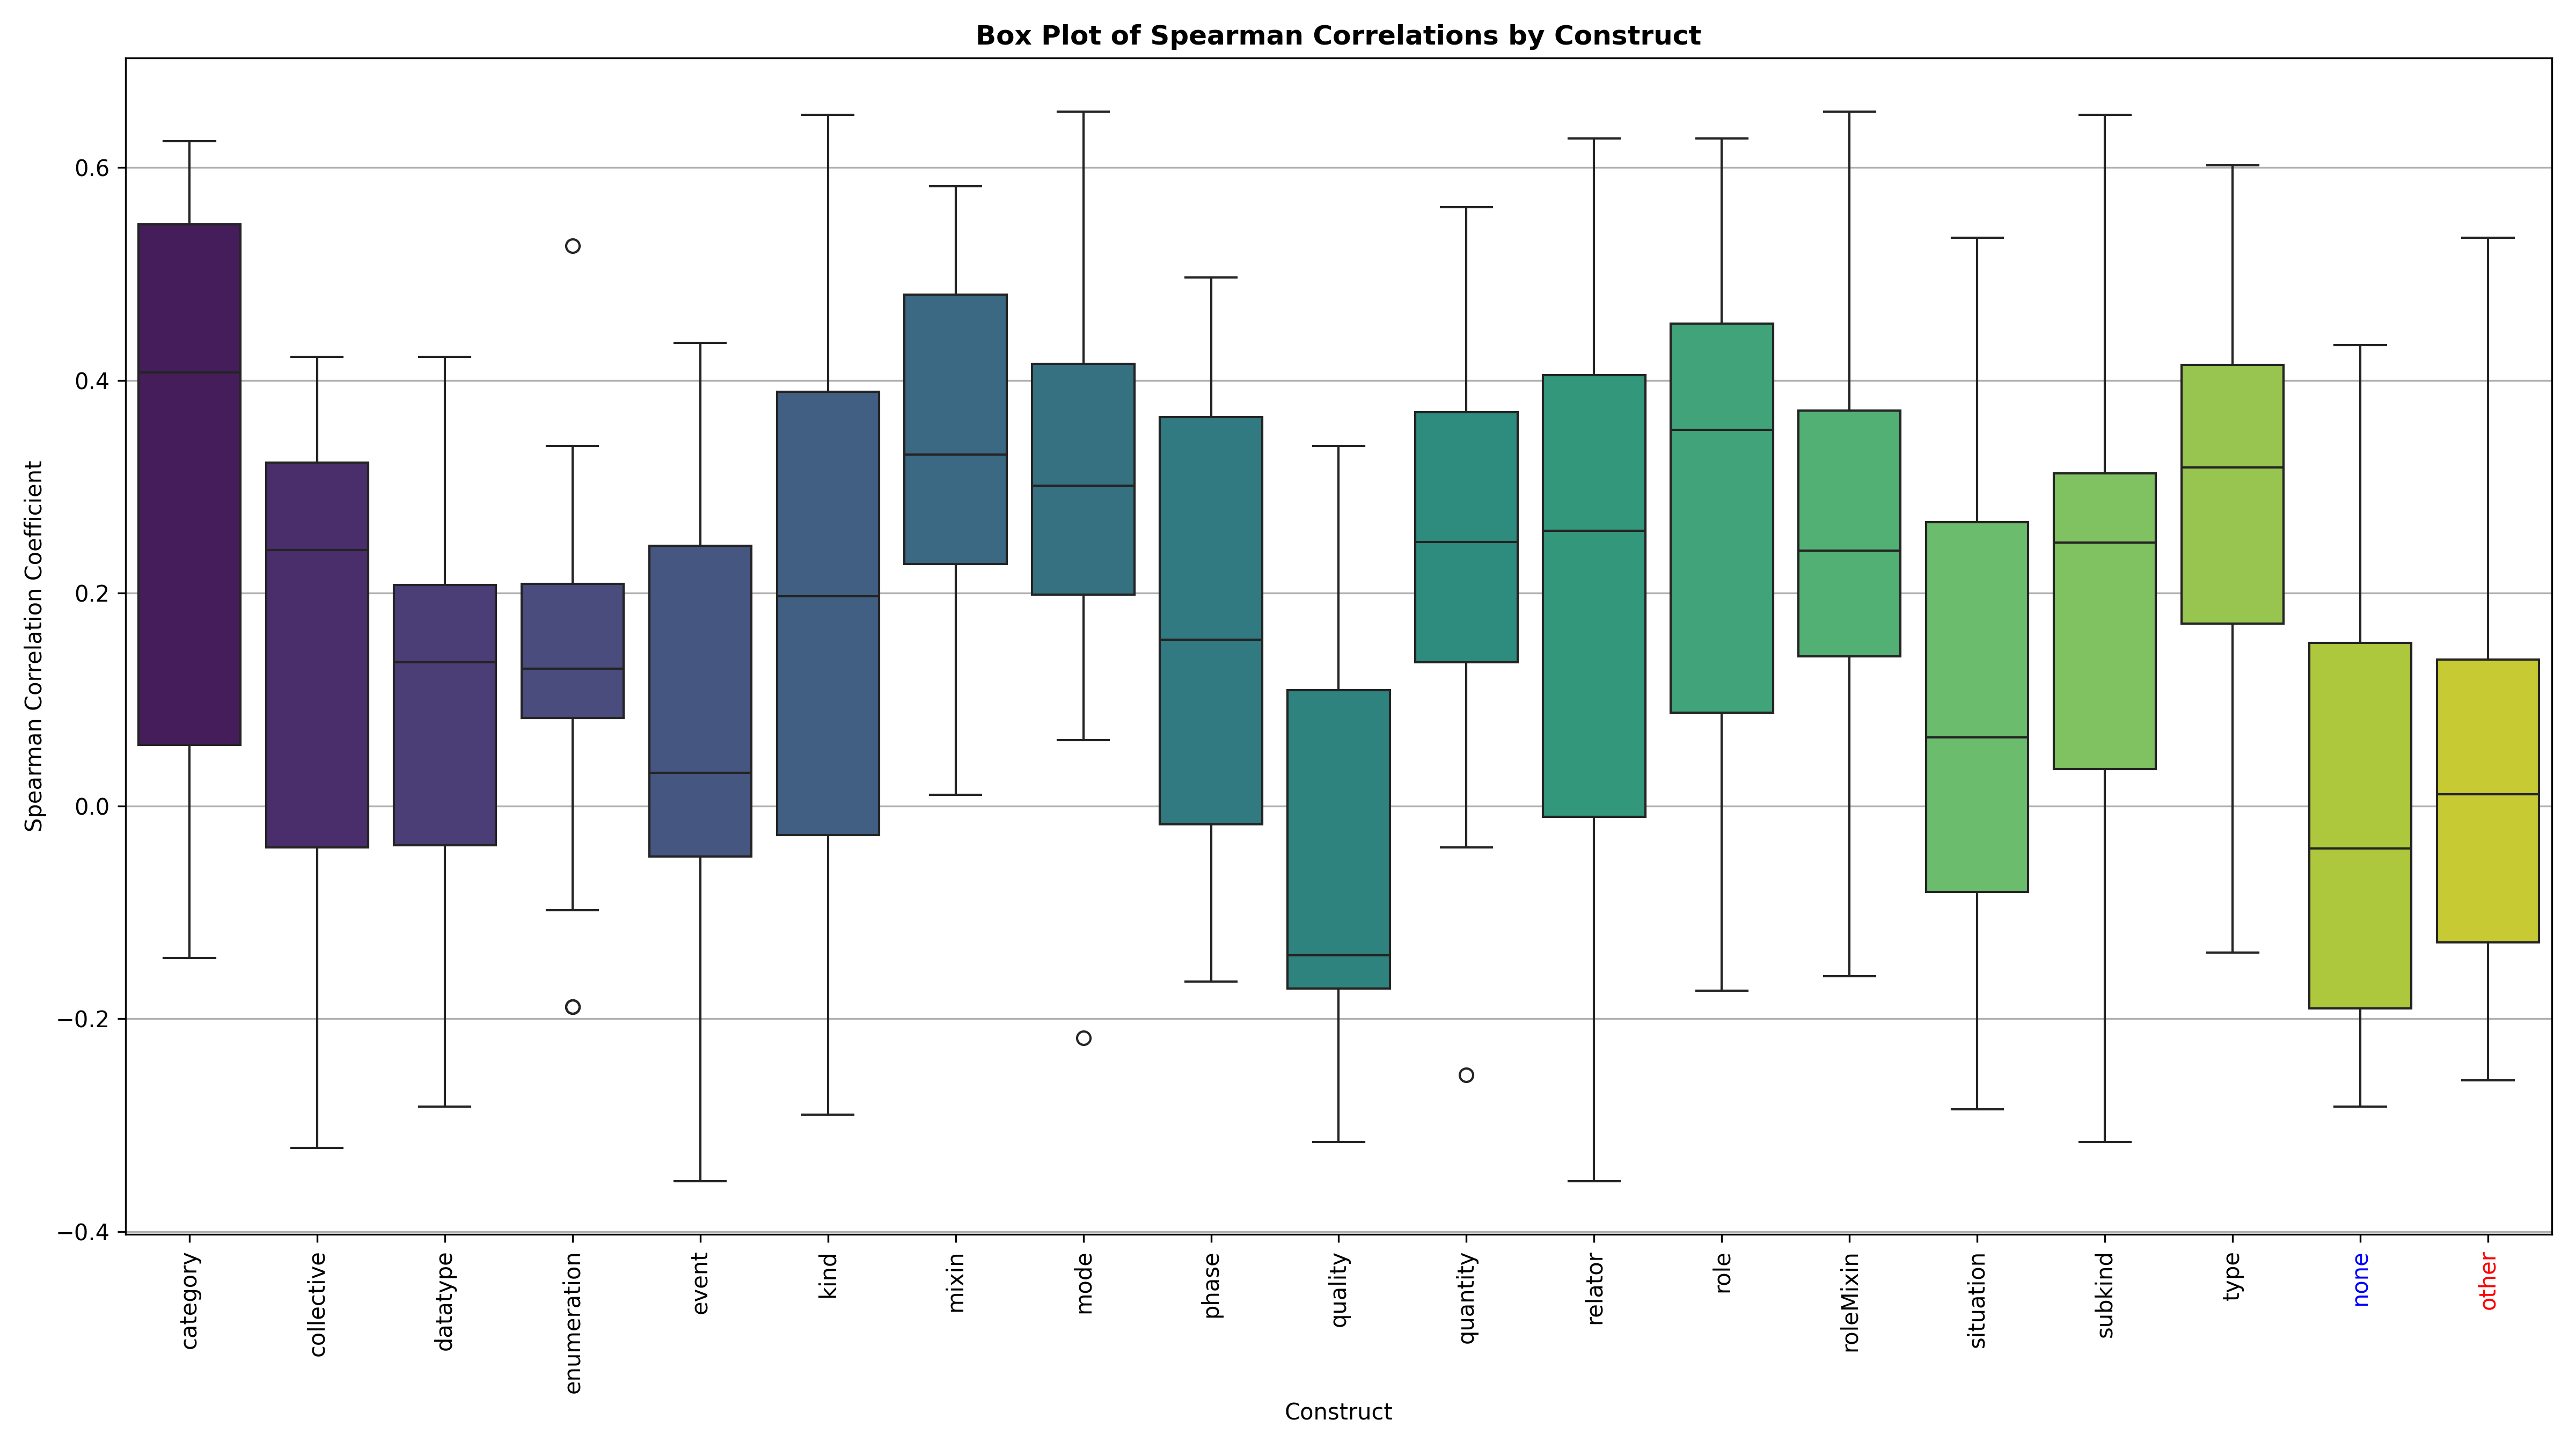 Box Plot of Spearman Correlations by Construct
Spearman Correlation Coefficient
0.6
0.4
0.2
0.0
−0.2
−0.4
category
collective
datatype
enumeration
event
kind
mixin
mode
phase
quality
quantity
relator
role
roleMixin
situation
subkind
type
none
other
Construct